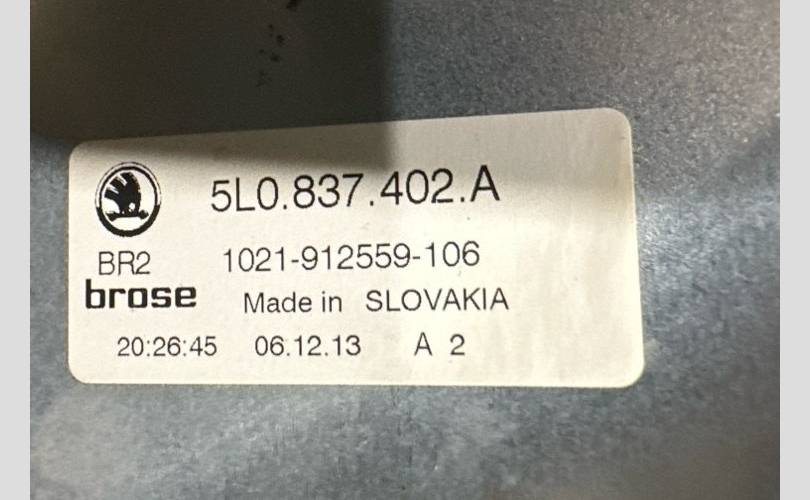 5L0.837.402.A
BR2 1021-912559-106
brose Made in SLOVAKIA
20:26:45 06.12.13 A 2